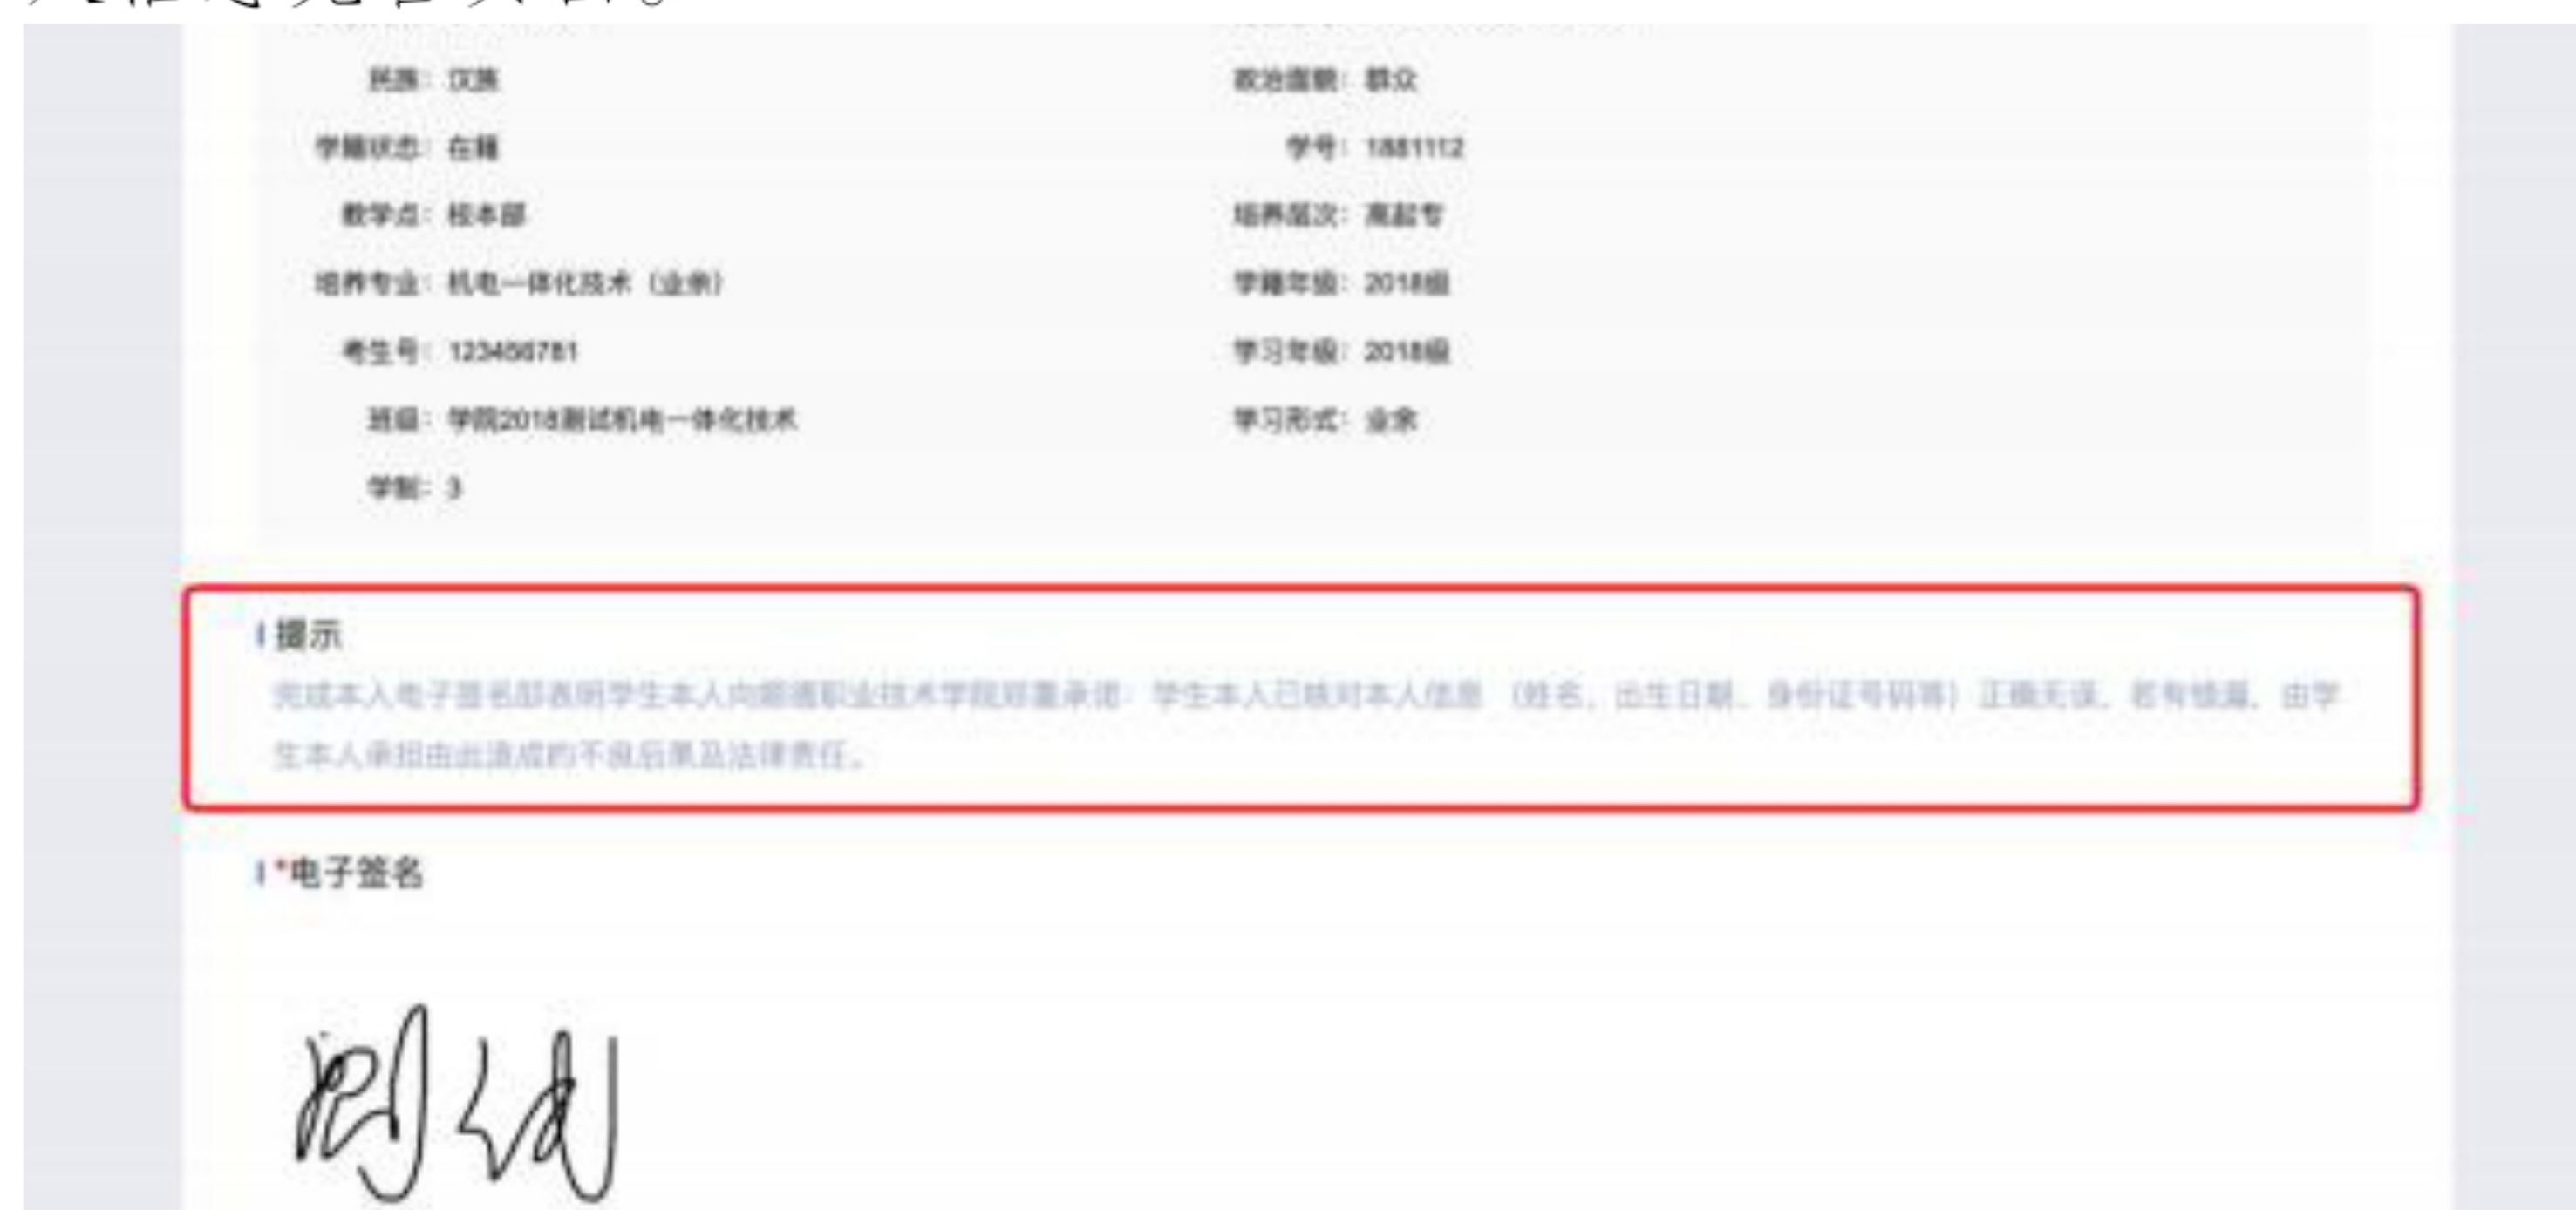 民族：汉族 政治面貌：群众
学籍状态：在籍 学号：1881112
教学点：校本部 培养层次：高起专
培养专业：机电一体化技术（业余） 学籍年级：2018级
考生号：123456781 学习年级：2018级
班级：学院2018测试机电一体化技术 学习形式：业余
学制：3
提示
完成本人电子签名即表明学生本人向顺德职业技术学院郑重承诺：学生本人已核对本人信息（姓名、出生日期、身份证号码等）正确无误，若有错漏，由学
生本人承担由此造成的不良后果及法律责任。
*电子签名